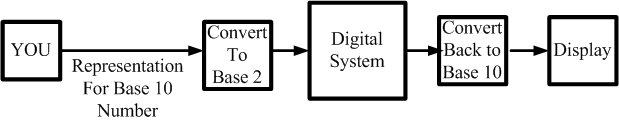 YOU
Representation
For Base 10
Number
Convert
To
Base 2
Digital
System
Convert
Back to
Base 10
Display